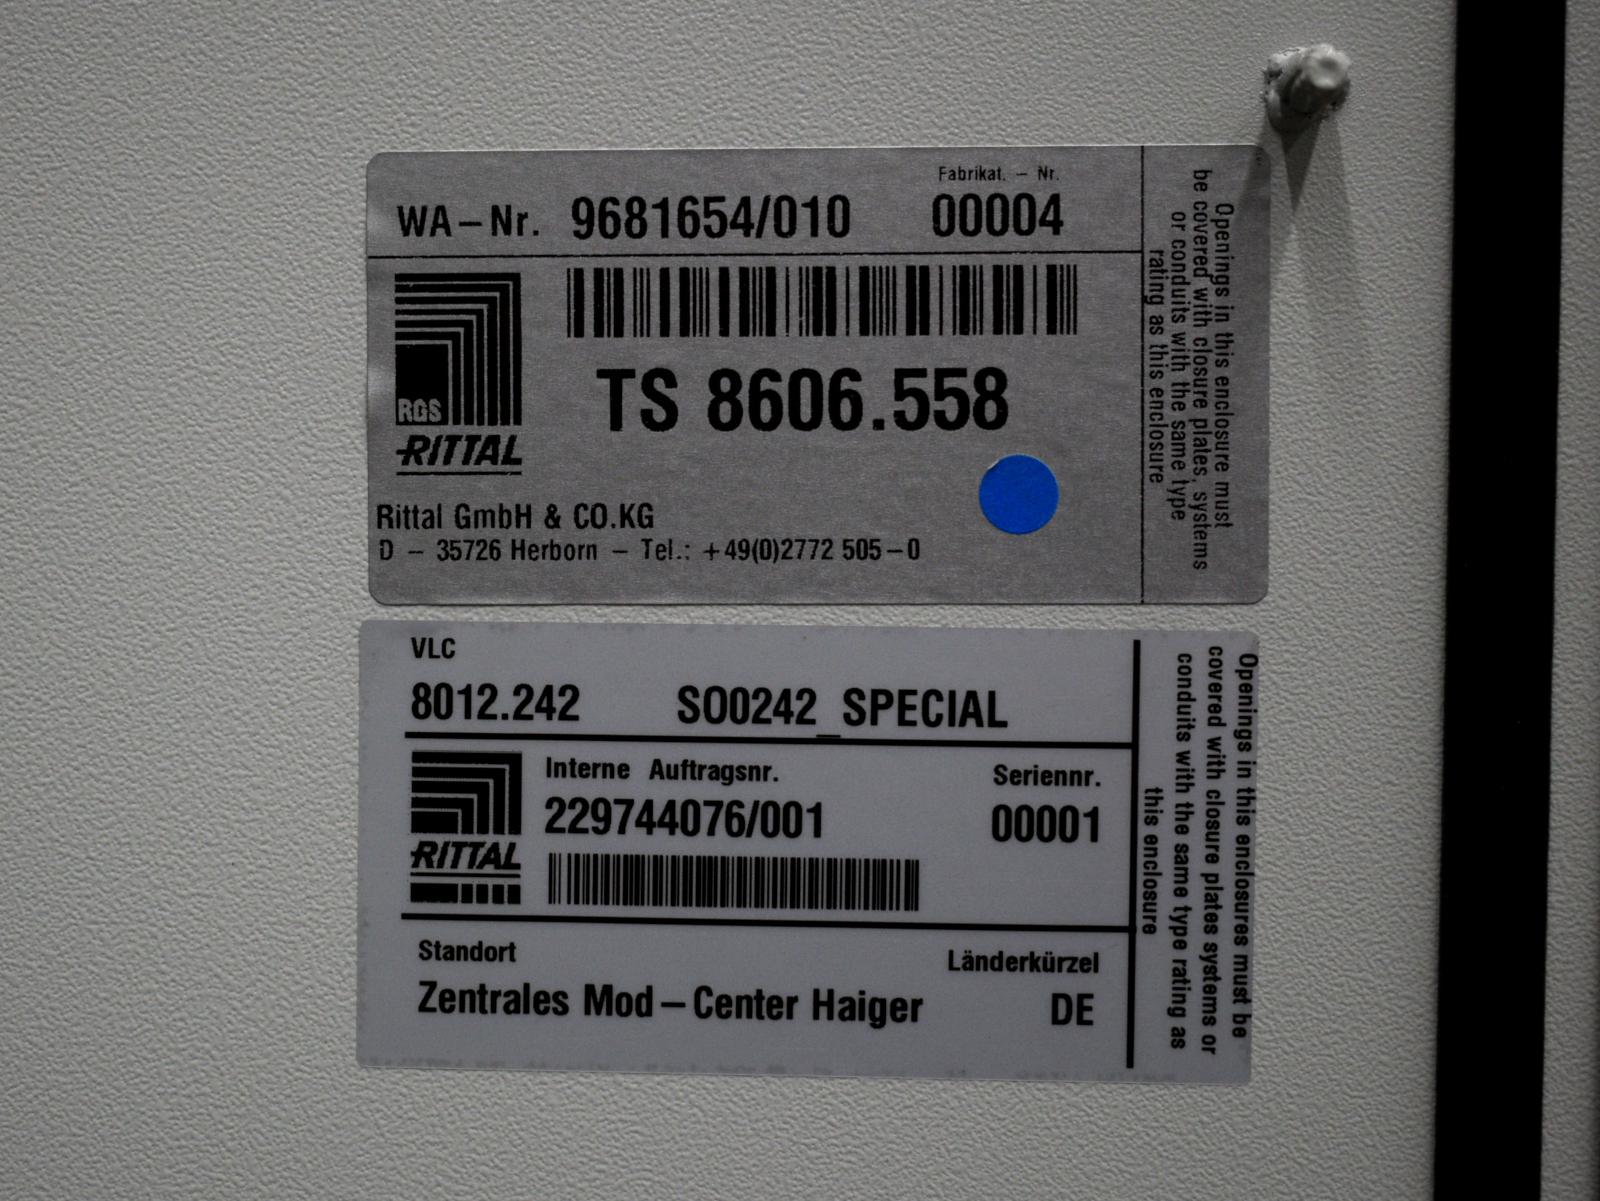 WA-Nr. 9681654/010
Fabrikat. - Nr.
00004
RGS
RITTAL
TS 8606.558
Rittal GmbH & CO.KG
D - 35726 Herborn - Tel.: +49(0)2772 505-0
Openings in this enclosure must
be covered with closure plates, systems
or conduits with the same type
rating as this enclosure
VLC
8012.242 SO0242_SPECIAL
RITTAL
Interne Auftragsnr.
229744076/001
Seriennr.
00001
Standort
Zentrales Mod-Center Haiger
Länderkürzel
DE
Openings in this enclosures must be
covered with closure plates systems or
conduits with the same type rating as
this enclosure